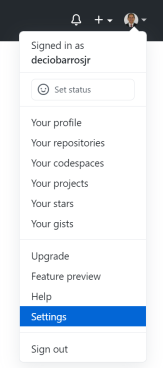 Signed in as
deciobarrosjr
Set status
Your profile
Your repositories
Your codespaces
Your projects
Your stars
Your gists
Upgrade
Feature preview
Help
Settings
Sign out